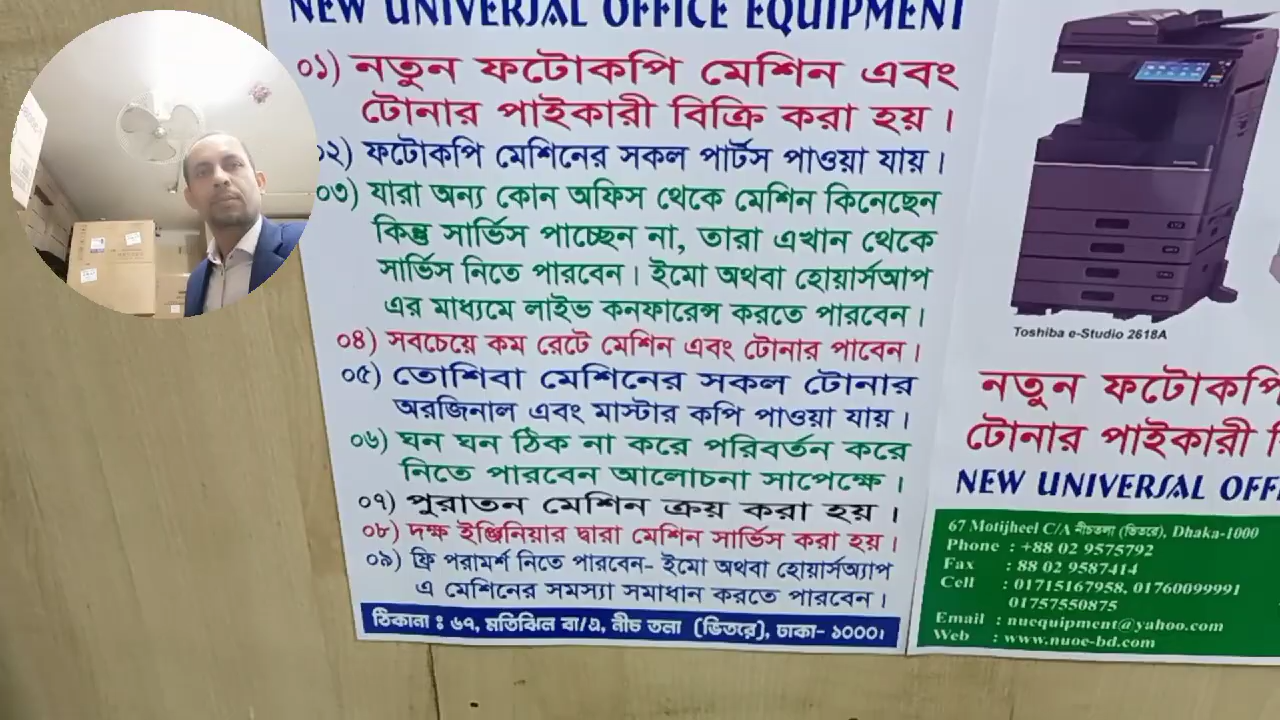 NEW UNIVERSAL OFFICE EQUIPMENT
০১) নতুন ফটোকপি মেশিন এবং
টোনার পাইকারী বিক্রি করা হয়।
০২) ফটোকপি মেশিনের সকল পার্টস পাওয়া যায়।
০৩) যারা অন্য কোন অফিস থেকে মেশিন কিনেছেন
কিন্তু সার্ভিস পাচ্ছেন না, তারা এখান থেকে
সার্ভিস নিতে পারবেন। ইমো অথবা হোয়ার্সআপ
এর মাধ্যমে লাইভ কনফারেন্স করতে পারবেন।
০৪) সবচেয়ে কম রেটে মেশিন এবং টোনার পাবেন।
০৫) তোশিবা মেশিনের সকল টোনার
অরজিনাল এবং মাস্টার কপি পাওয়া যায়।
০৬) ঘন ঘন ঠিক না করে পরিবর্তন করে
নিতে পারবেন আলোচনা সাপেক্ষে।
০৭) পুরাতন মেশিন ক্রয় করা হয়।
০৮) দক্ষ ইঞ্জিনিয়ার দ্বারা মেশিন সার্ভিস করা হয়।
০৯) ফ্রি পরামর্শ নিতে পারবেন- ইমো অথবা হোয়ার্সঅ্যাপ
এ মেশিনের সমস্যা সমাধান করতে পারবেন।
ঠিকানা : ৬৭, মতিঝিল বা/এ, নীচ তলা (ভিতরে), ঢাকা- ১০০০।
Toshiba e-Studio 2618A
নতুন ফটোকপি
টোনার পাইকারী
NEW UNIVERSAL OFF
67 Motijheel C/A নীচতলা (ভিতরে), Dhaka-1000
Phone : +88 02 9575792
Fax : 88 02 9587414
Cell : 01715167958, 01760099991
01757550875
Email : nuequipment@yahoo.com
Web : www.nuoe-bd.com